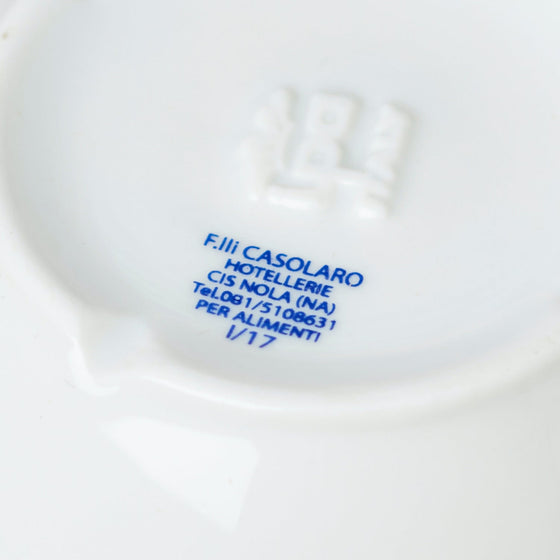 F.lli CASOLARO
HOTELLERIE
CIS NOLA (NA)
Tel.081/5108631
PER ALIMENTI
I/17